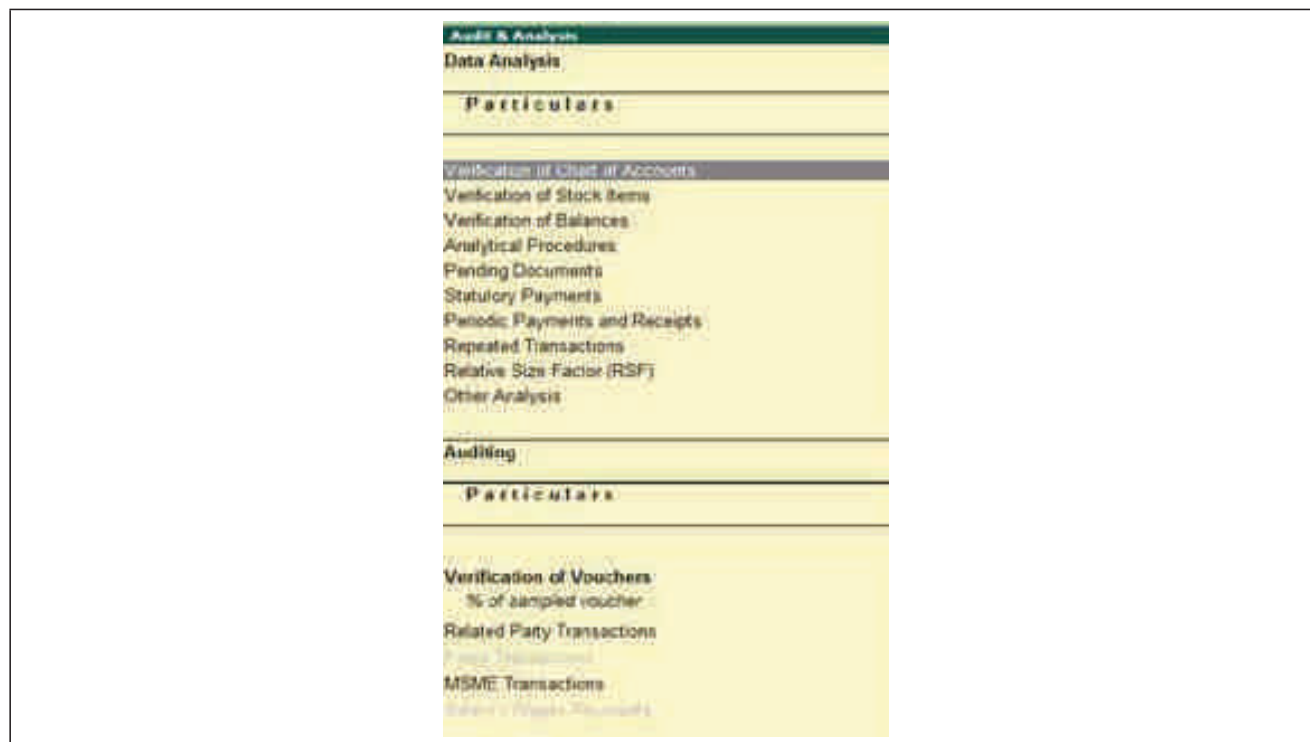 Audit & Analysis
Data Analysis
Particulars
Verification of Chart of Accounts
Verification of Stock Items
Verification of Balances
Analytical Procedures
Pending Documents
Statutory Payments
Periodic Payments and Receipts
Repeated Transactions
Relative Size Factor (RSF)
Other Analysis
Auditing
Particulars
Verification of Vouchers
% of sampled voucher
Related Party Transactions
Transactions
MSME Transactions